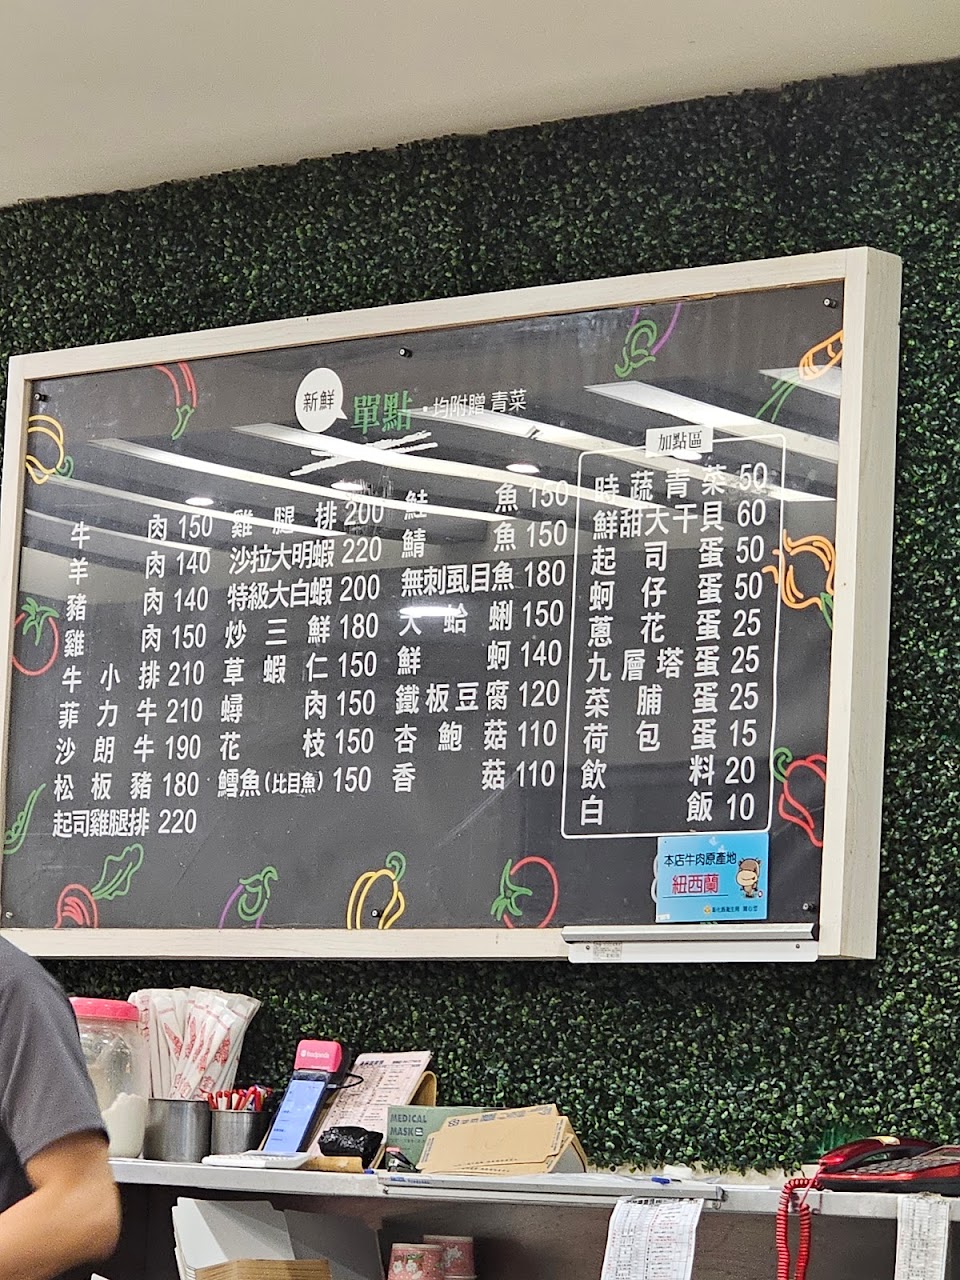 新鮮
單點 · 均附贈 青菜
牛肉 150
羊肉 140
豬肉 140
雞肉 150
牛小排 210
菲力牛 210
沙朗牛 190
松板豬 180
起司雞腿排 220
雞腿排 200
沙拉大明蝦 220
特級大白蝦 200
炒三鮮 180
草蝦仁 150
蟳肉 150
花枝 150
鱈魚(比目魚) 150
鮭魚 150
鯖魚 150
無刺虱目魚 180
大蛤蜊 150
鮮蚵 140
鐵板豆腐 120
杏鮑菇 110
香菇 110
加點區
時蔬青菜 50
鮮甜大干貝 60
起司蛋 50
蚵仔蛋 50
蔥花蛋 25
九層塔蛋 25
菜脯蛋 25
荷包蛋 15
飲料 20
白飯 10
本店牛肉原產地
紐西蘭
foodpanda
MEDICAL
MASK